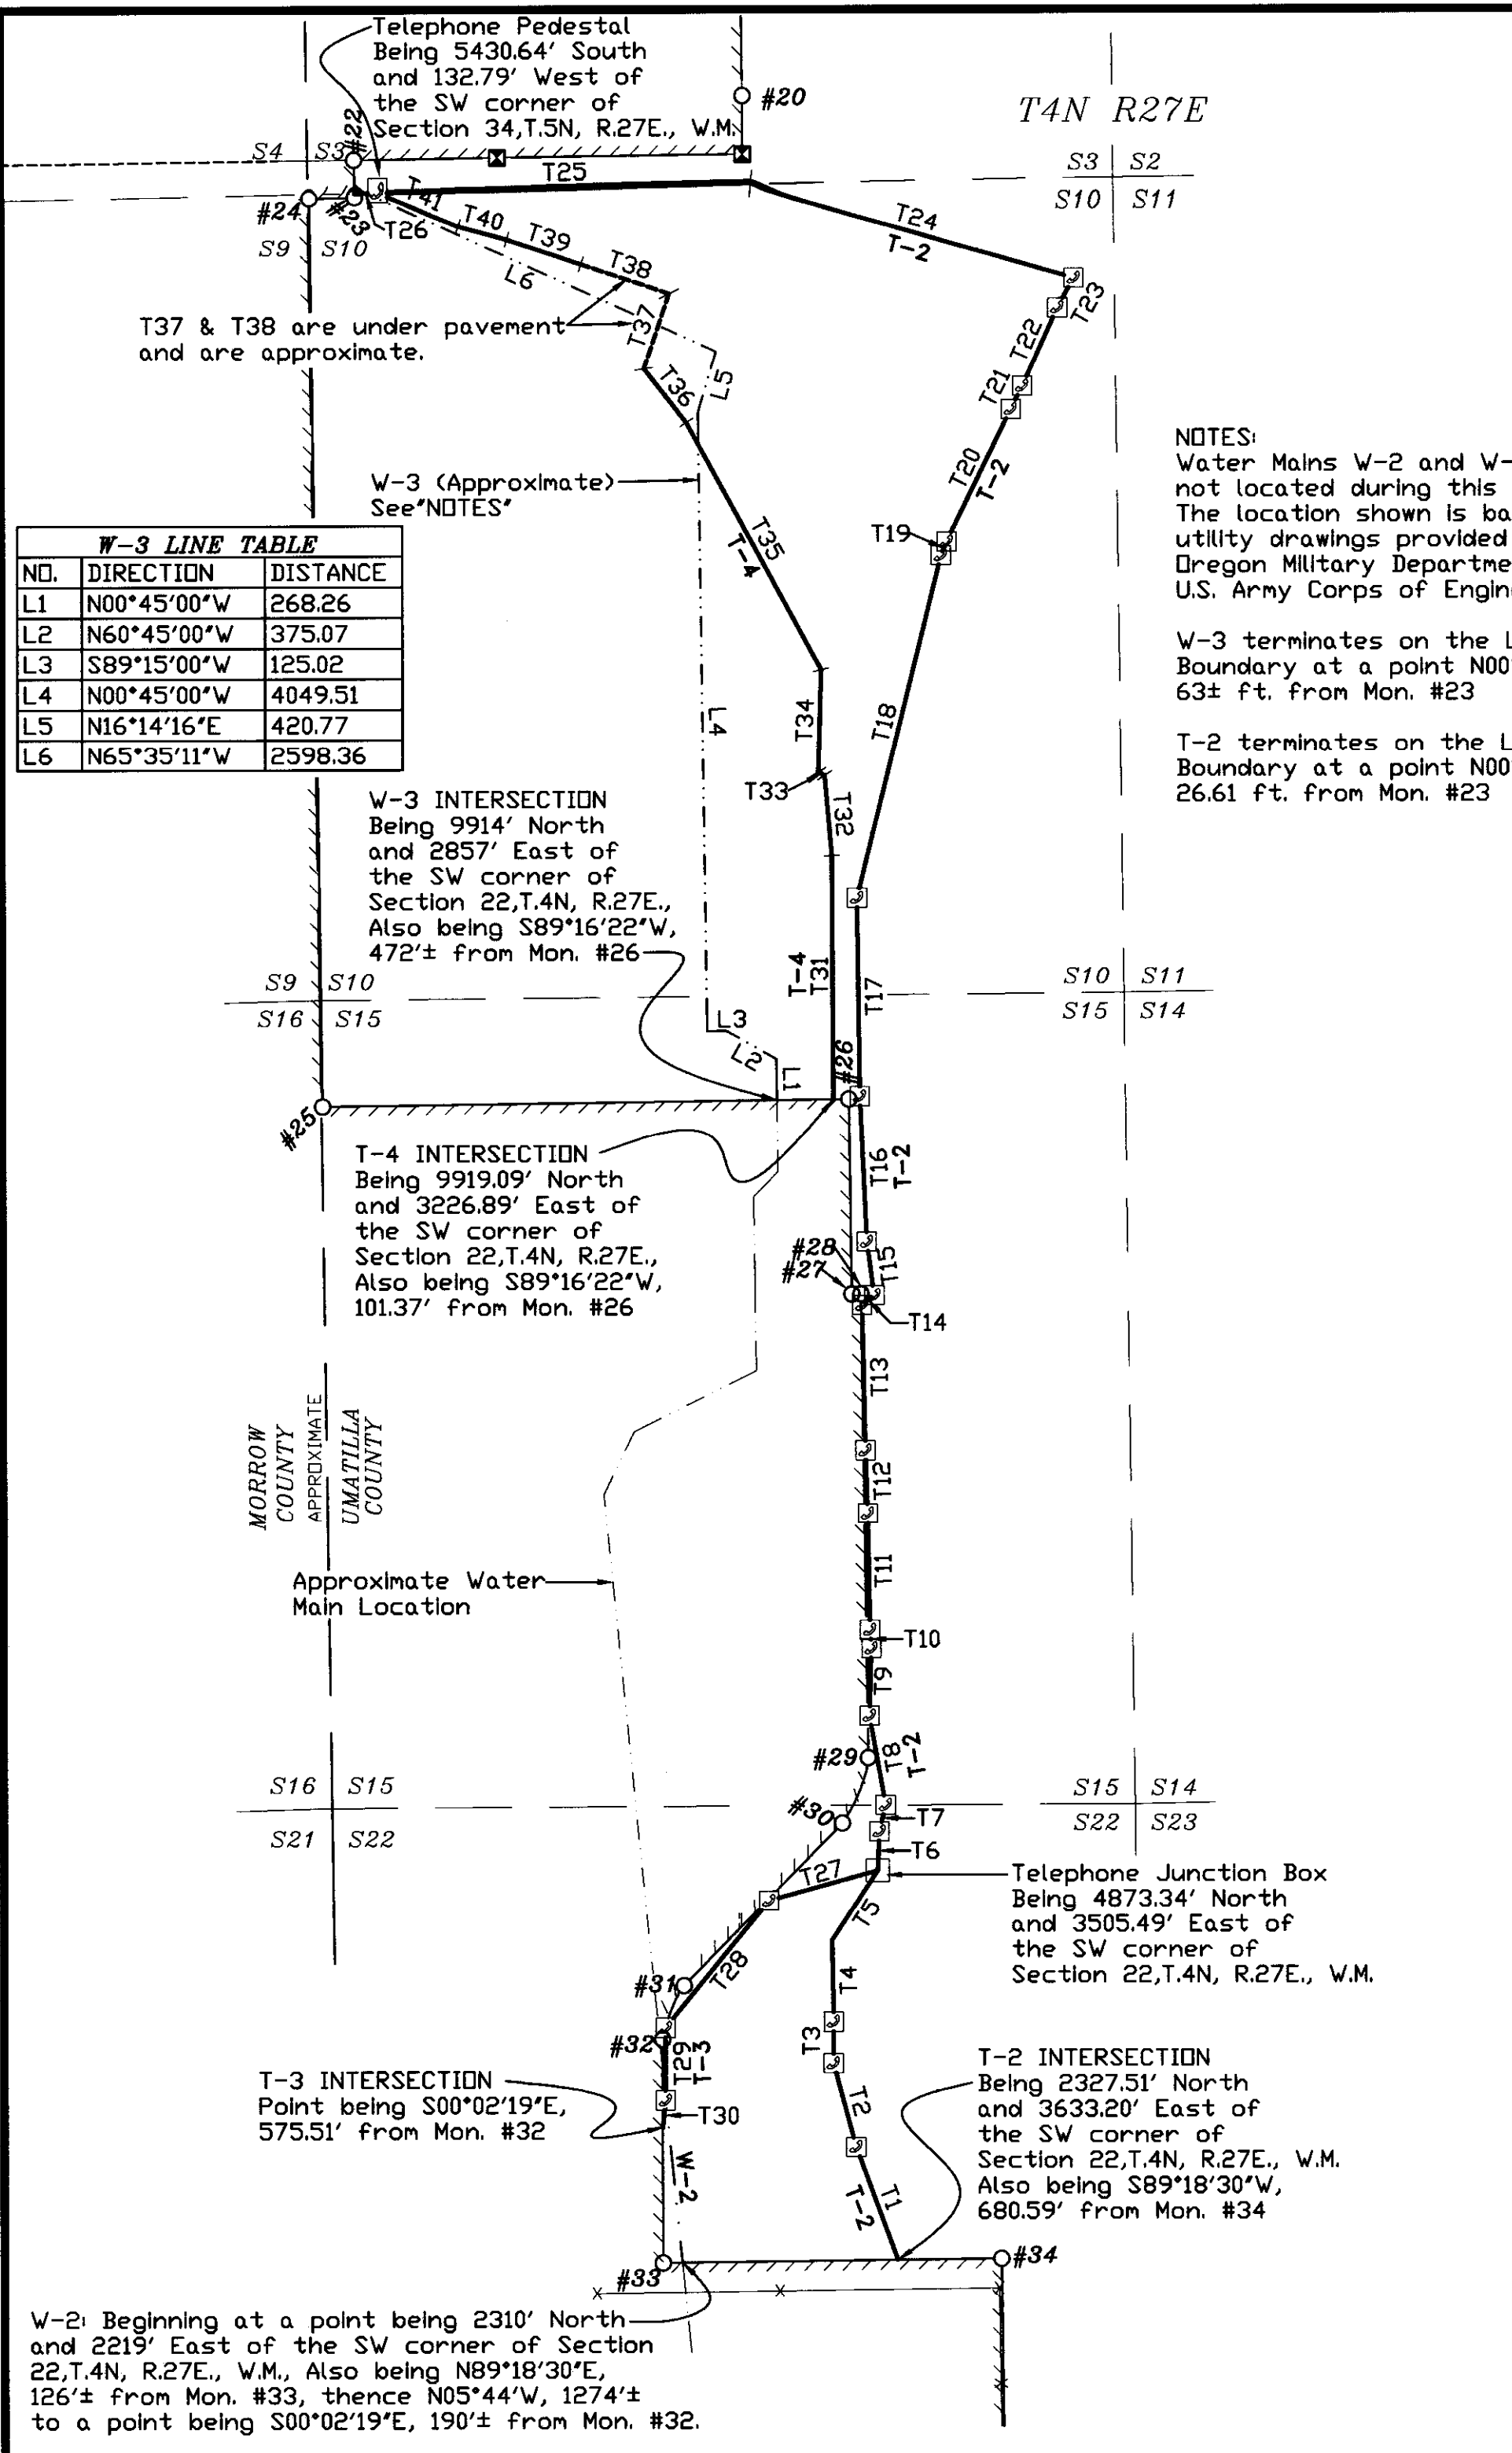 Telephone Pedestal
Being 5430.64' South
and 132.79' West of
the SW corner of
Section 34,T.5N, R.27E., W.M.
#20
T4N R27E
#22
S4 S3
T25
S3 S2
S10 S11
#24
#23
T26
S9 S10
T41
T40
T39
T38
L6
T24
T-2
T23
T37 & T38 are under pavement
and are approximate.
T37
L5
T22
T21
T36
T20
T-2
W-3 (Approximate)
See"NOTES"
T35
T-4
T19
NOTES:
Water Mains W-2 and W-
not located during this
The location shown is ba
utility drawings provided
Oregon Military Departme
U.S. Army Corps of Engin
W-3 terminates on the L
Boundary at a point N00
63± ft. from Mon. #23
T-2 terminates on the L
Boundary at a point N00
26.61 ft. from Mon. #23
W-3 LINE TABLE
NO. DIRECTION DISTANCE
L1 N00°45'00"W 268.26
L2 N60°45'00"W 375.07
L3 S89°15'00"W 125.02
L4 N00°45'00"W 4049.51
L5 N16°14'16"E 420.77
L6 N65°35'11"W 2598.36
L4
T34
T18
T33
T32
W-3 INTERSECTION
Being 9914' North
and 2857' East of
the SW corner of
Section 22,T.4N, R.27E.,
Also being S89°16'22"W,
472'± from Mon. #26
T-4
T31
T17
S9 S10
S16 S15
S10 S11
S15 S14
L3
L2
L1
#26
#25
T-4 INTERSECTION
Being 9919.09' North
and 3226.89' East of
the SW corner of
Section 22,T.4N, R.27E.,
Also being S89°16'22"W,
101.37' from Mon. #26
T16
T-2
#28
#27
T15
T14
T13
MORROW
COUNTY
APPROXIMATE
UMATILLA
COUNTY
T12
Approximate Water
Main Location
T11
T10
T9
#29
T8
T-2
S16 S15
S21 S22
#30
S15 S14
S22 S23
T7
T6
T27
T5
Telephone Junction Box
Being 4873.34' North
and 3505.49' East of
the SW corner of
Section 22,T.4N, R.27E., W.M.
#31
T28
T4
#32
T3
T29
T-3
T-3 INTERSECTION
Point being S00°02'19"E,
575.51' from Mon. #32
T30
T2
T-2 INTERSECTION
Being 2327.51' North
and 3633.20' East of
the SW corner of
Section 22,T.4N, R.27E., W.M.
Also being S89°18'30"W,
680.59' from Mon. #34
W-2
T1
T-2
#33
#34
W-2: Beginning at a point being 2310' North
and 2219' East of the SW corner of Section
22,T.4N, R.27E., W.M., Also being N89°18'30"E,
126'± from Mon. #33, thence N05°44'W, 1274'±
to a point being S00°02'19"E, 190'± from Mon. #32.